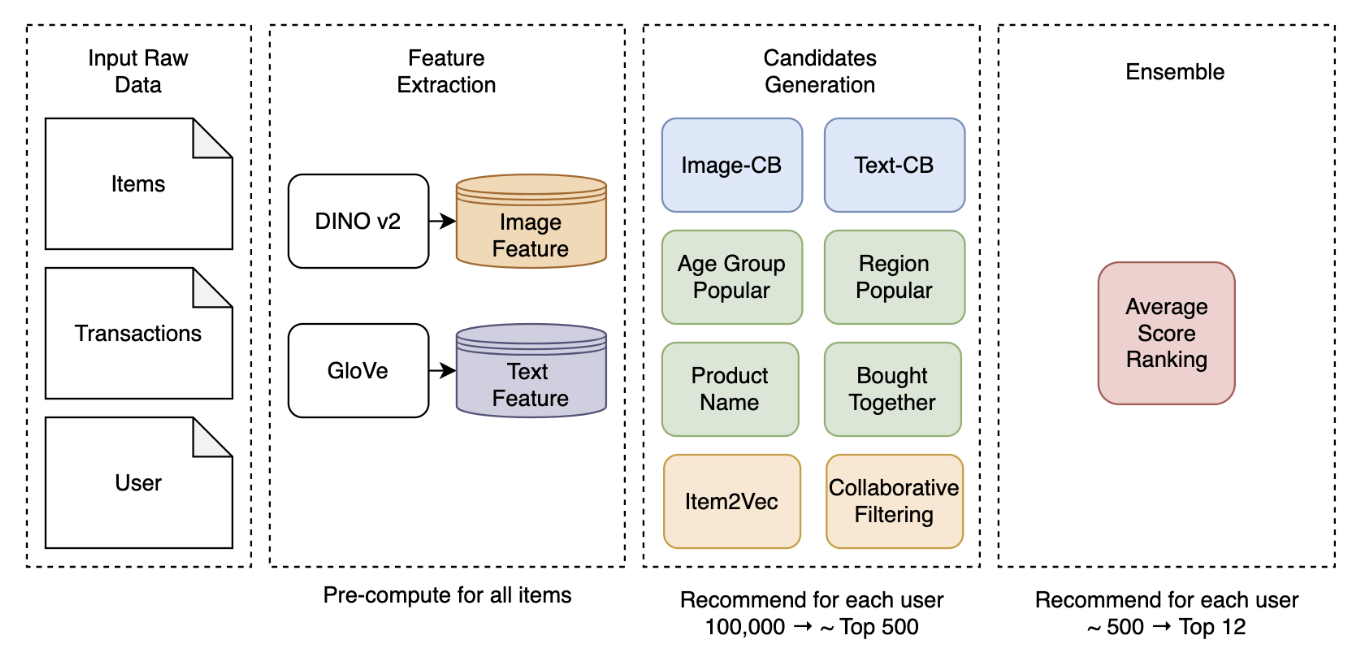 Input Raw
Data
Items
Transactions
User
Feature
Extraction
DINO v2
Image
Feature
GloVe
Text
Feature
Pre-compute for all items
Candidates
Generation
Image-CB
Text-CB
Age Group
Popular
Region
Popular
Product
Name
Bought
Together
Item2Vec
Collaborative
Filtering
Recommend for each user
100,000 → ~ Top 500
Ensemble
Average
Score
Ranking
Recommend for each user
~ 500 → Top 12